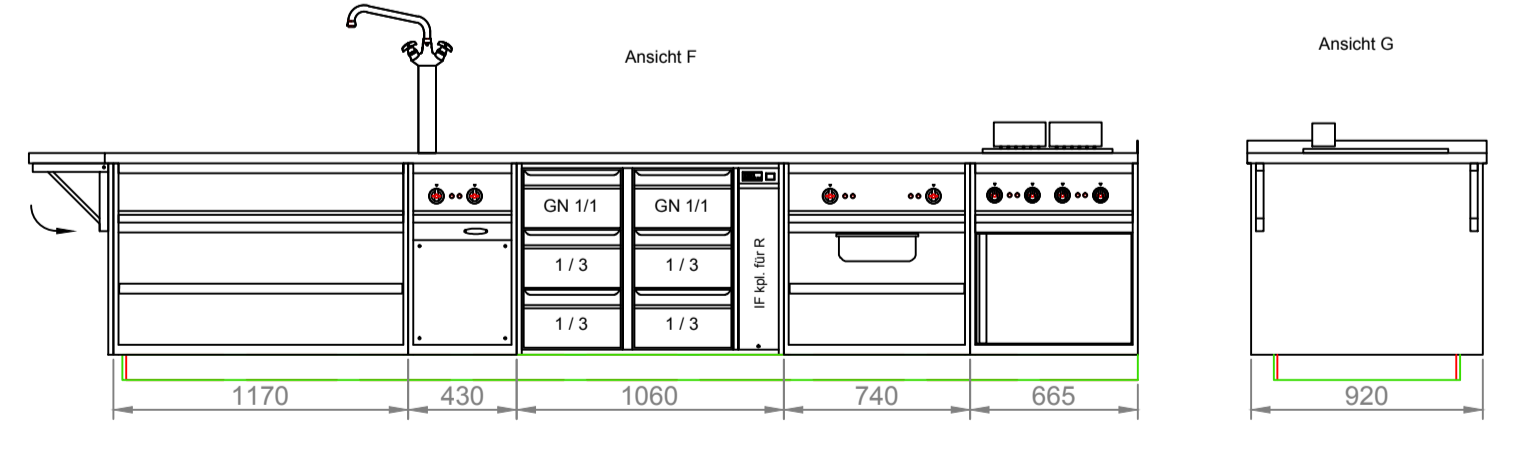 Ansicht F
Ansicht G
GN 1/1
GN 1/1
1 / 3
1 / 3
1 / 3
1 / 3
IF kpl. für R
1170
430
1060
740
665
920